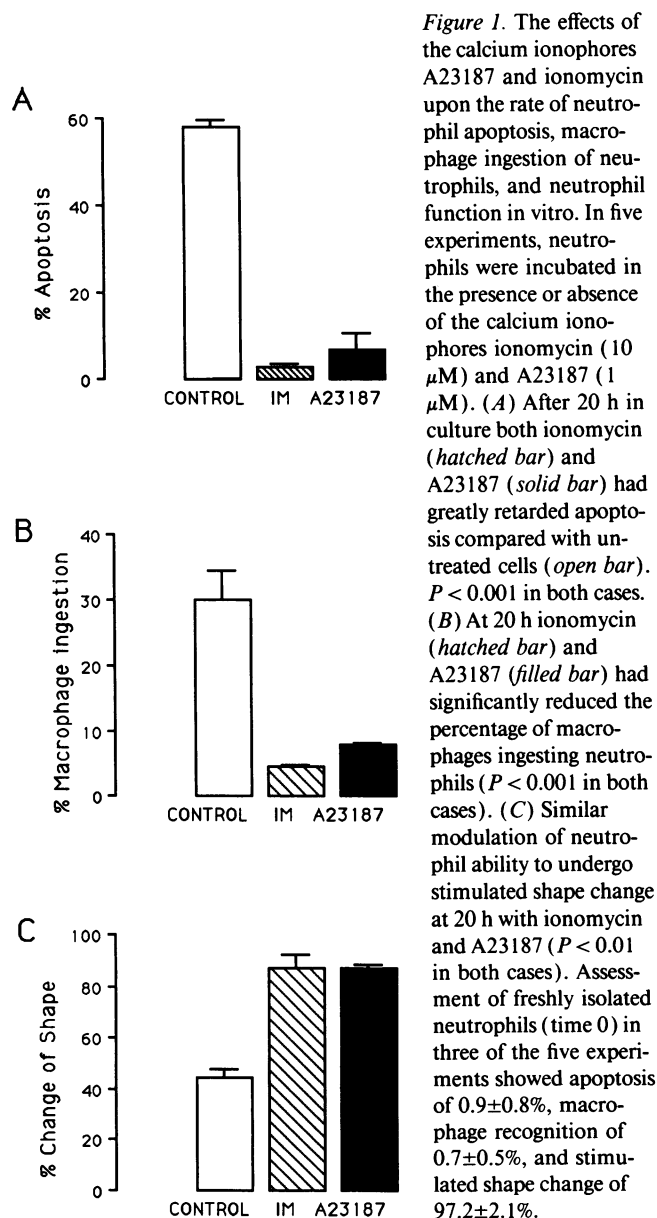 Figure 1. The effects of
the calcium ionophores
A23187 and ionomycin
upon the rate of neutro-
phil apoptosis, macro-
phage ingestion of neu-
trophils, and neutrophil
function in vitro. In five
experiments, neutro-
phils were incubated in
the presence or absence
of the calcium iono-
phores ionomycin (10
μM) and A23187 (1
μM). (A) After 20 h in
culture both ionomycin
(hatched bar) and
A23187 (solid bar) had
greatly retarded apopto-
sis compared with un-
treated cells (open bar).
P < 0.001 in both cases.
(B) At 20 h ionomycin
(hatched bar) and
A23187 (filled bar) had
significantly reduced the
percentage of macro-
phages ingesting neutro-
phils (P < 0.001 in both
cases). (C) Similar
modulation of neutro-
phil ability to undergo
stimulated shape change
at 20 h with ionomycin
and A23187 (P < 0.01
in both cases). Assess-
ment of freshly isolated
neutrophils (time 0) in
three of the five experi-
ments showed apoptosis
of 0.9±0.8%, macro-
phage recognition of
0.7±0.5%, and stimu-
lated shape change of
97.2±2.1%.
A
% Apoptosis
60
40
20
0
CONTROL IM A23187
B
% Macrophage ingestion
40
30
20
10
0
CONTROL IM A23187
C
% Change of Shape
100
80
60
40
20
0
CONTROL IM A23187